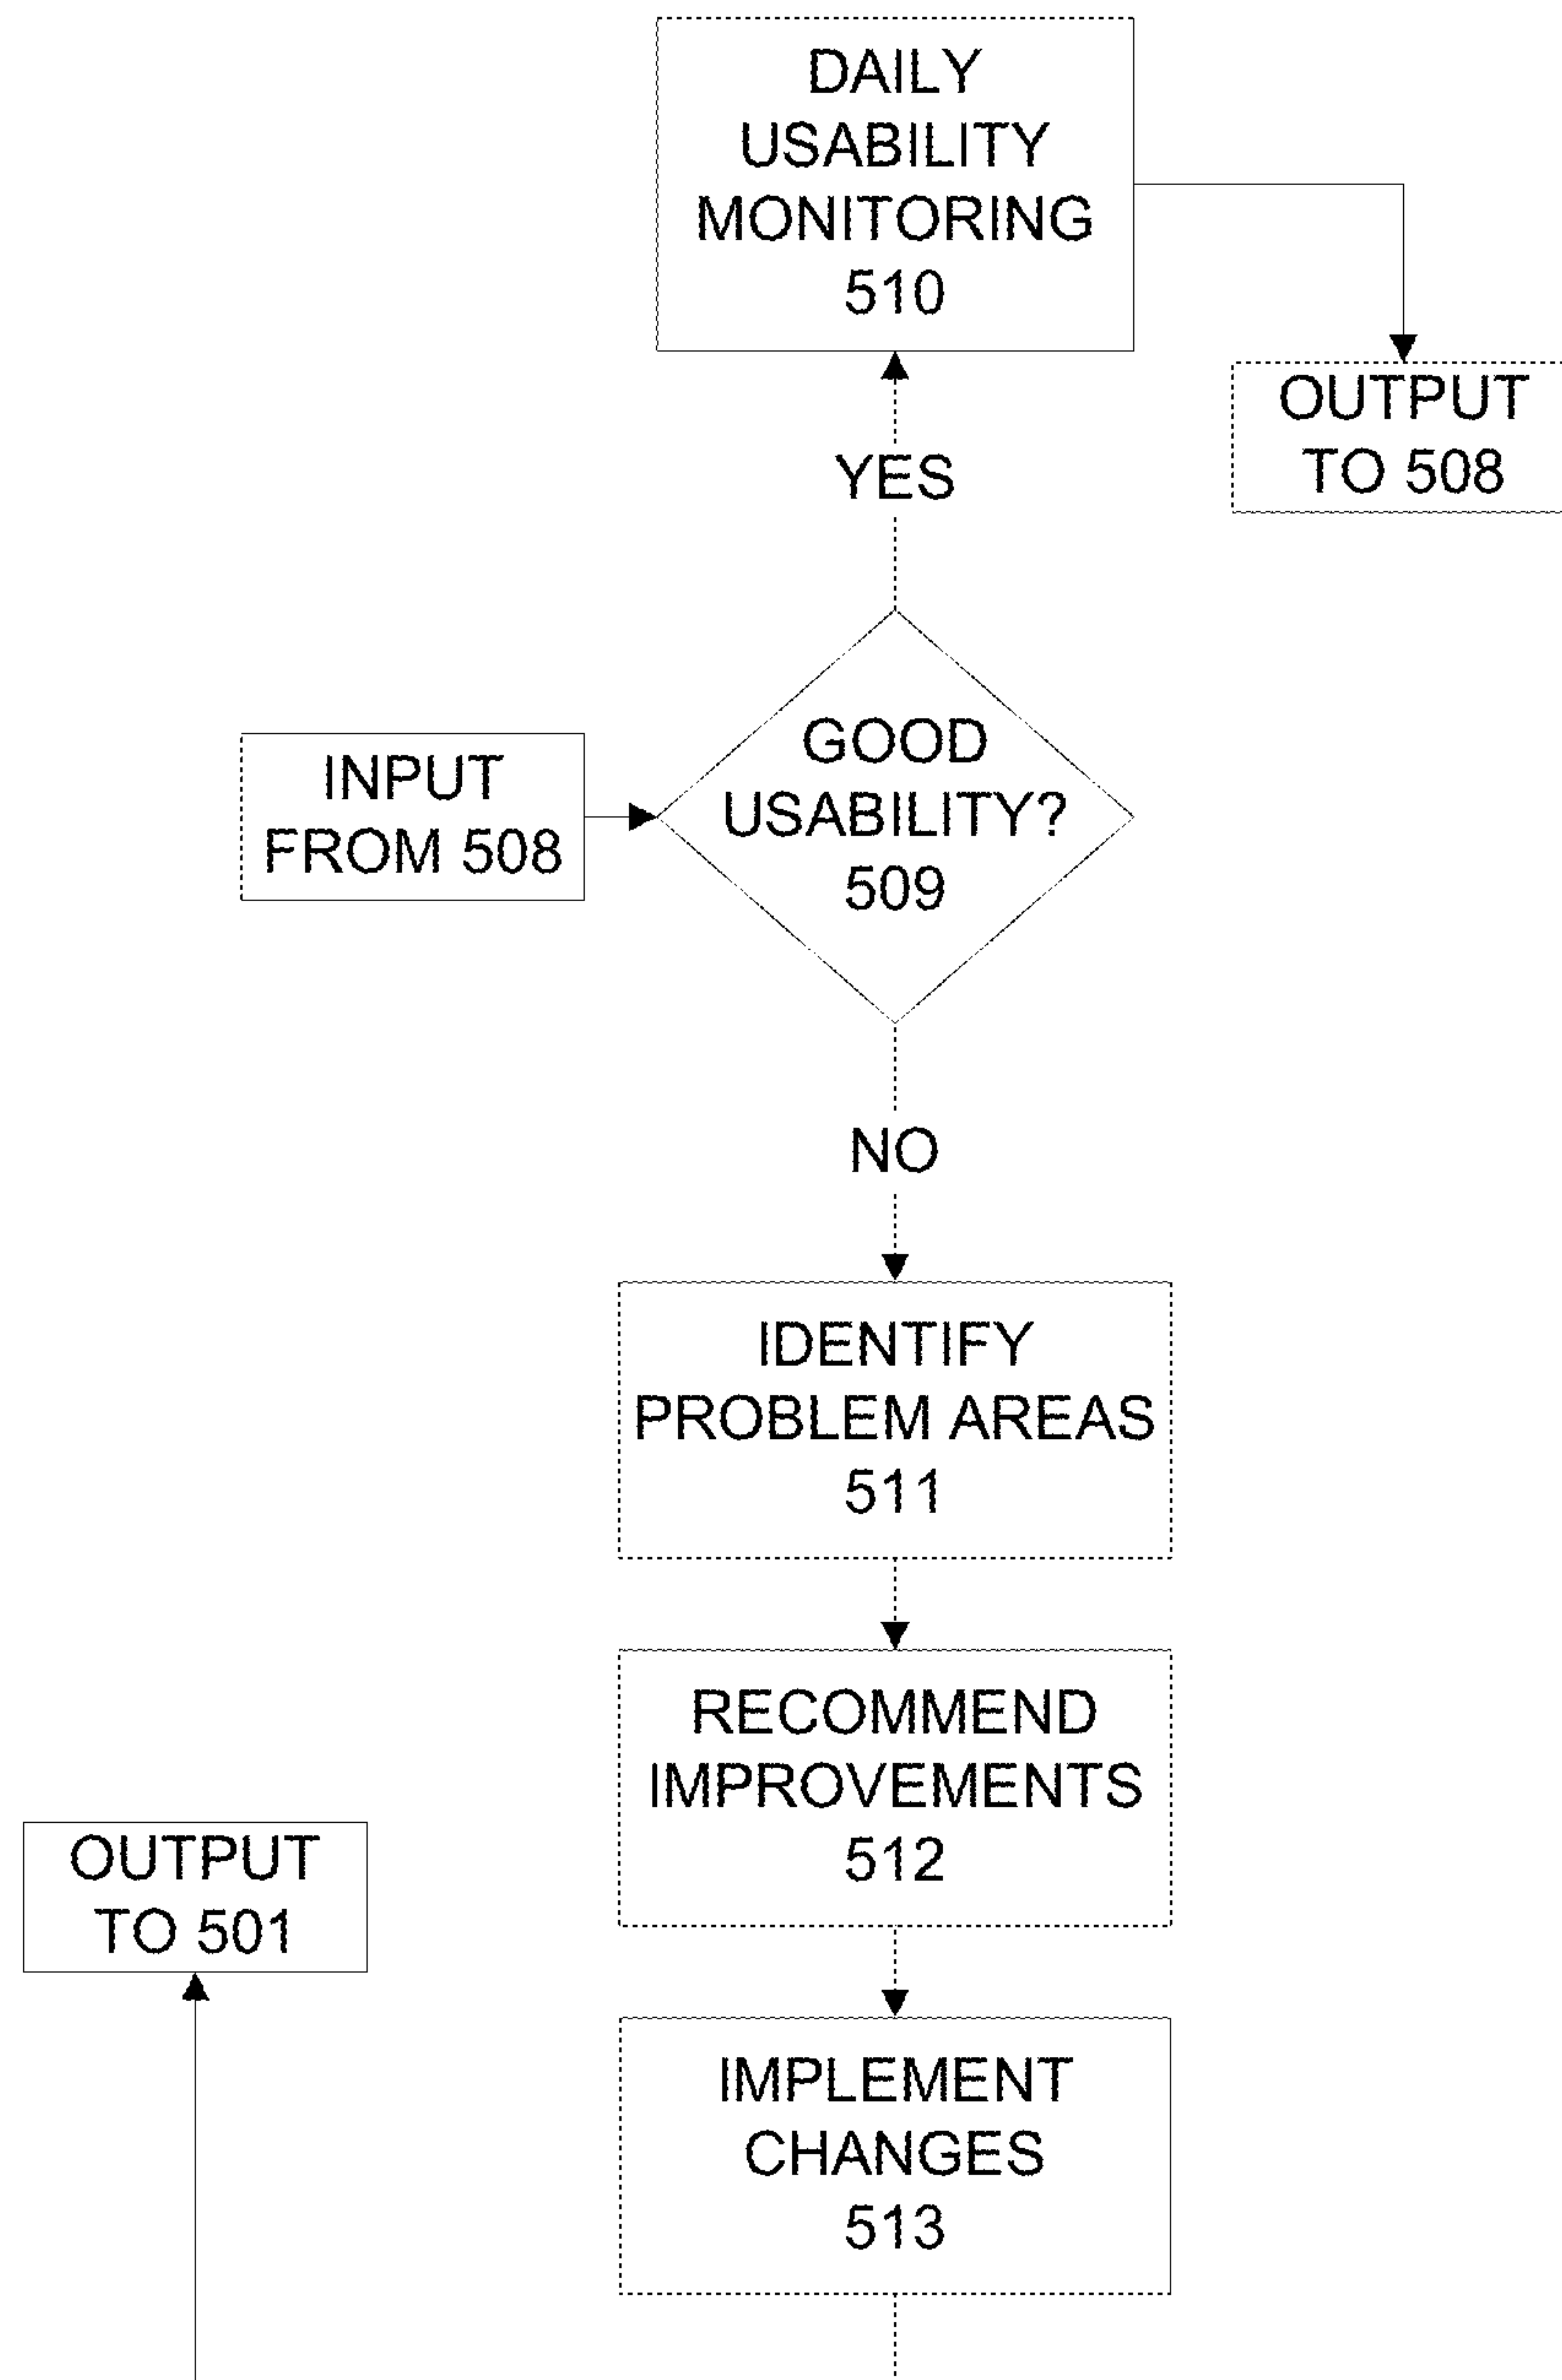 DAILY
USABILITY
MONITORING
510
OUTPUT
TO 508
YES
GOOD
USABILITY?
509
INPUT
FROM 508
NO
IDENTIFY
PROBLEM AREAS
511
RECOMMEND
IMPROVEMENTS
512
OUTPUT
TO 501
IMPLEMENT
CHANGES
513